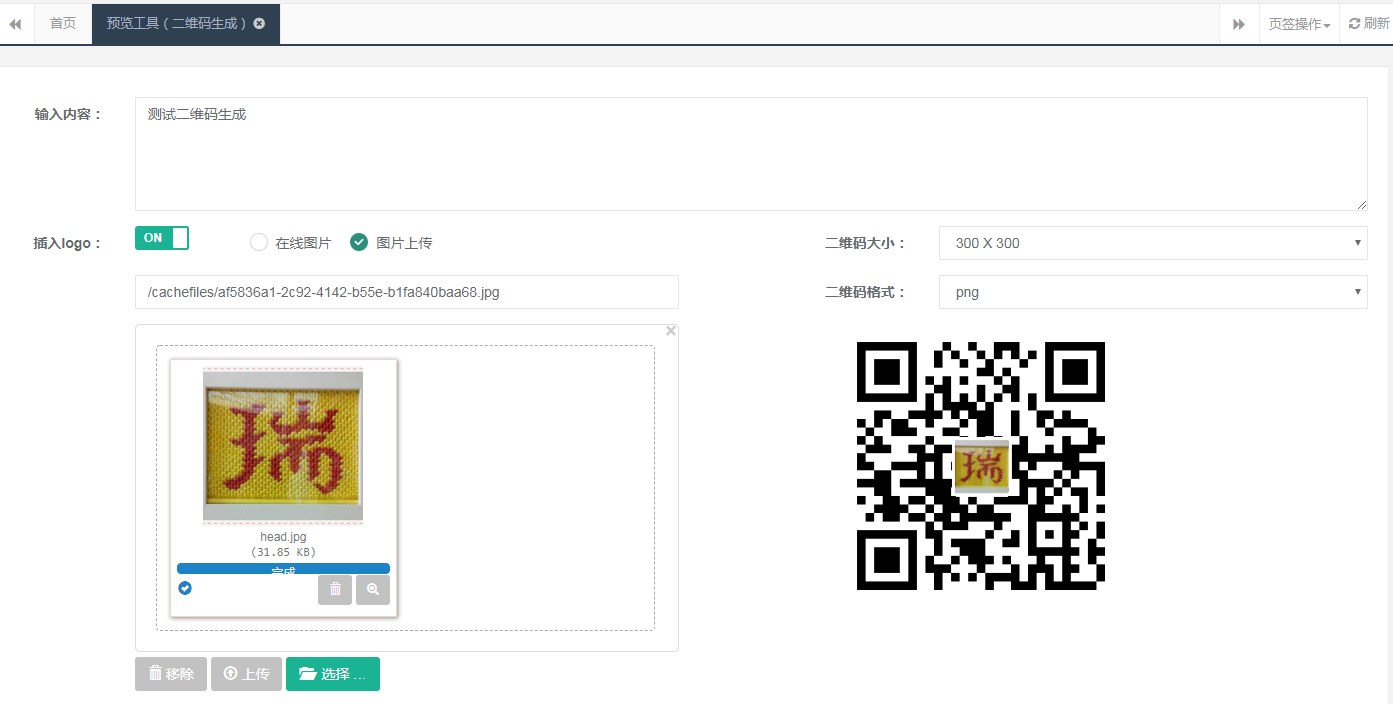 首页
预览工具（二维码生成）
页签操作
刷新
输入内容：
测试二维码生成
插入logo：
ON
在线图片
图片上传
二维码大小：
300 X 300
/cachefiles/af5836a1-2c92-4142-b55e-b1fa840baa68.jpg
二维码格式：
png
瑞
瑞
head.jpg
(31.85 KB)
完成
移除
上传
选择 ...